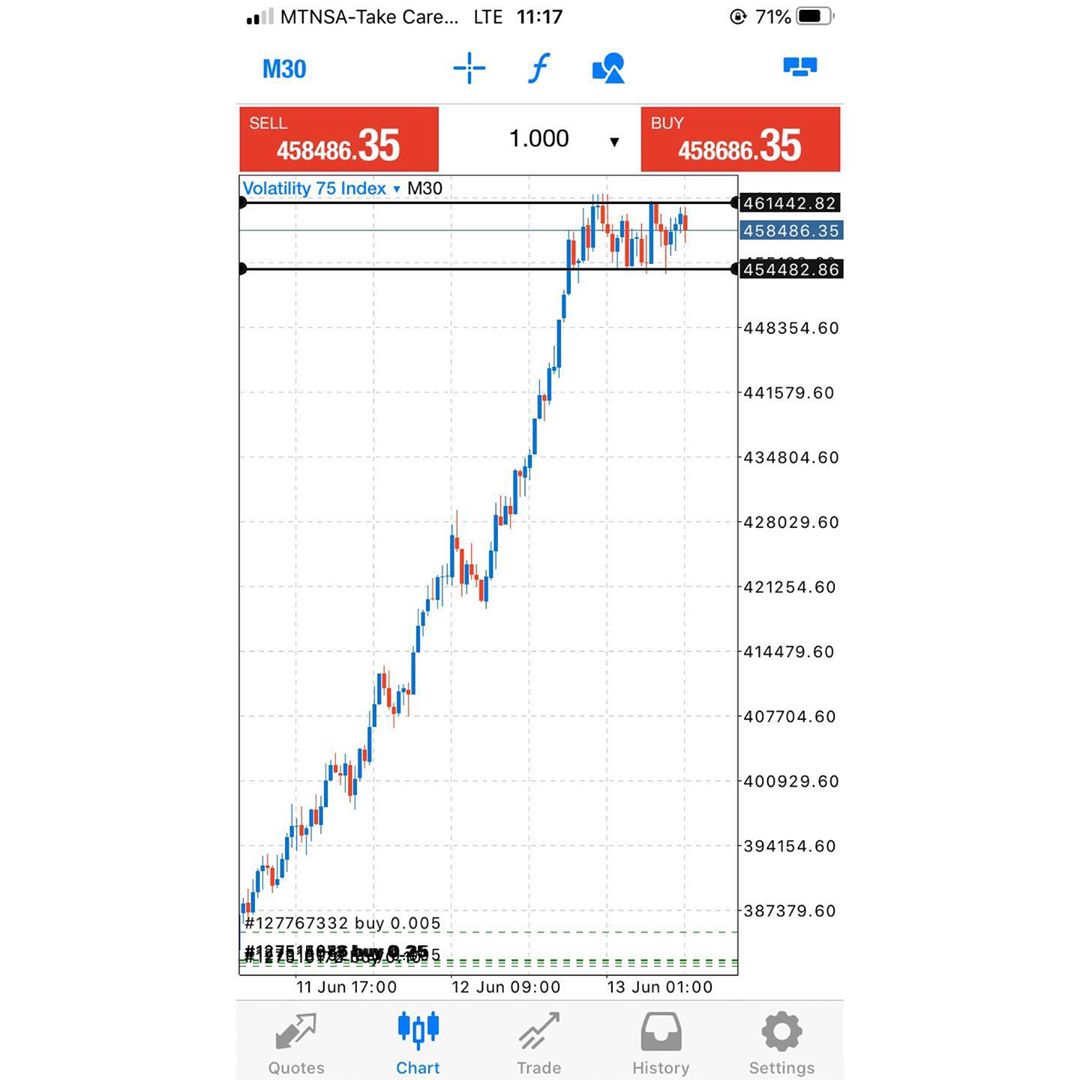 MTNSA-Take Care... LTE 11:17 71%
M30
SELL
458486.35
1.000
BUY
458686.35
Volatility 75 Index M30
461442.82
458486.35
454482.86
448354.60
441579.60
434804.60
428029.60
421254.60
414479.60
407704.60
400929.60
394154.60
387379.60
#127767332 buy 0.005
buy 0.35
11 Jun 17:00 12 Jun 09:00 13 Jun 01:00
Quotes Chart Trade History Settings